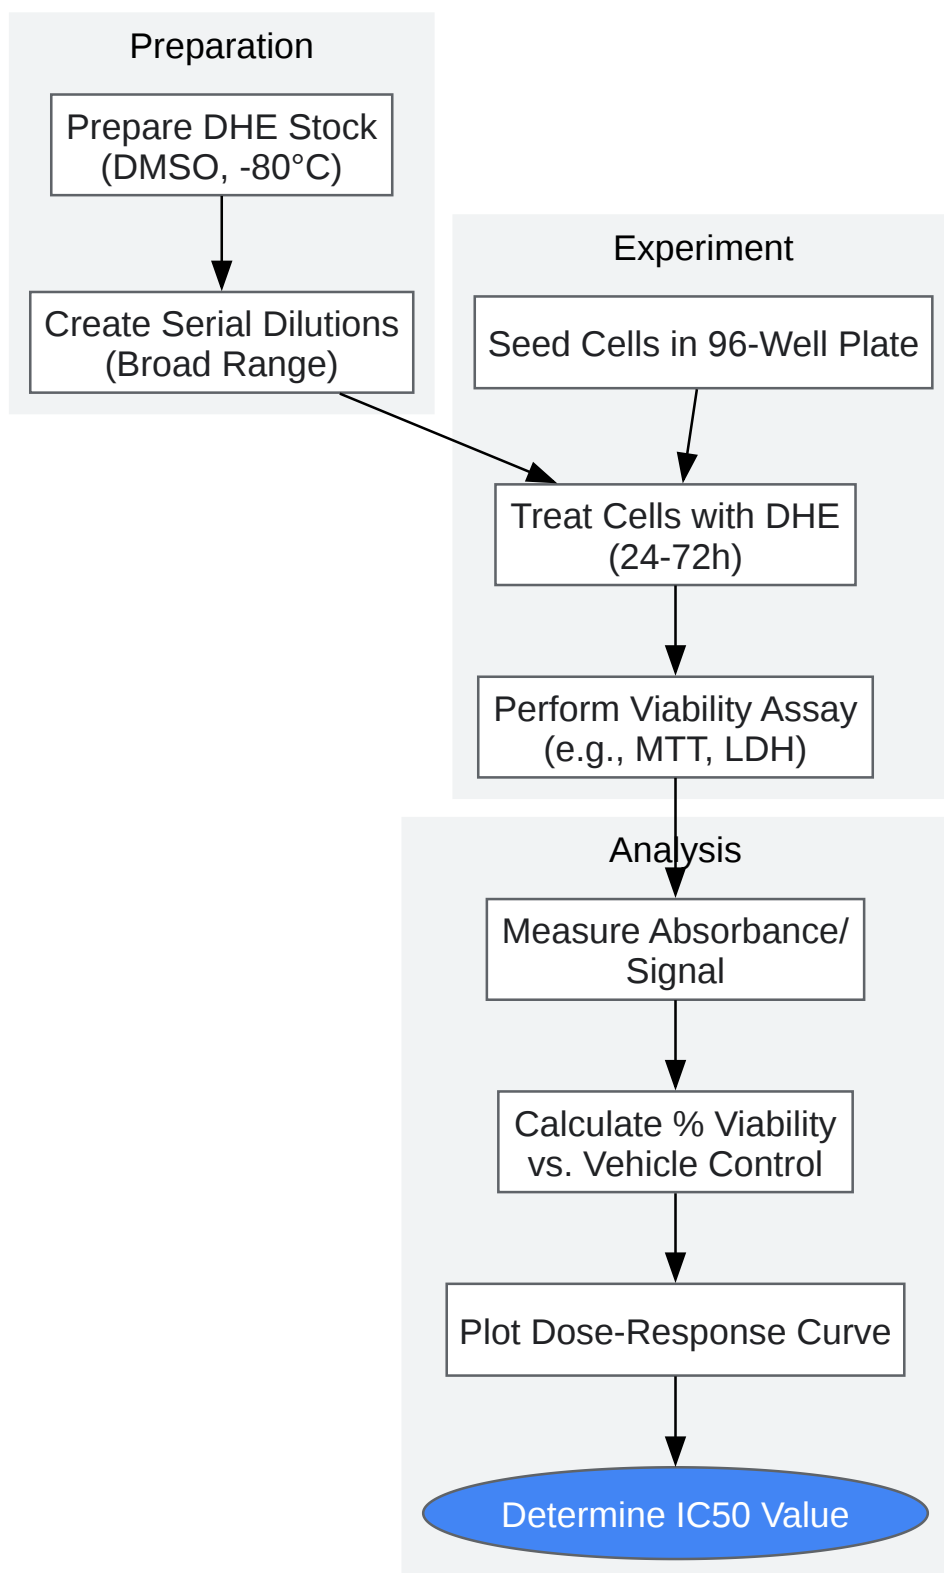 Preparation
Prepare DHE Stock
(DMSO, -80°C)
Create Serial Dilutions
(Broad Range)
Experiment
Seed Cells in 96-Well Plate
Treat Cells with DHE
(24-72h)
Perform Viability Assay
(e.g., MTT, LDH)
Analysis
Measure Absorbance/
Signal
Calculate % Viability
vs. Vehicle Control
Plot Dose-Response Curve
Determine IC50 Value